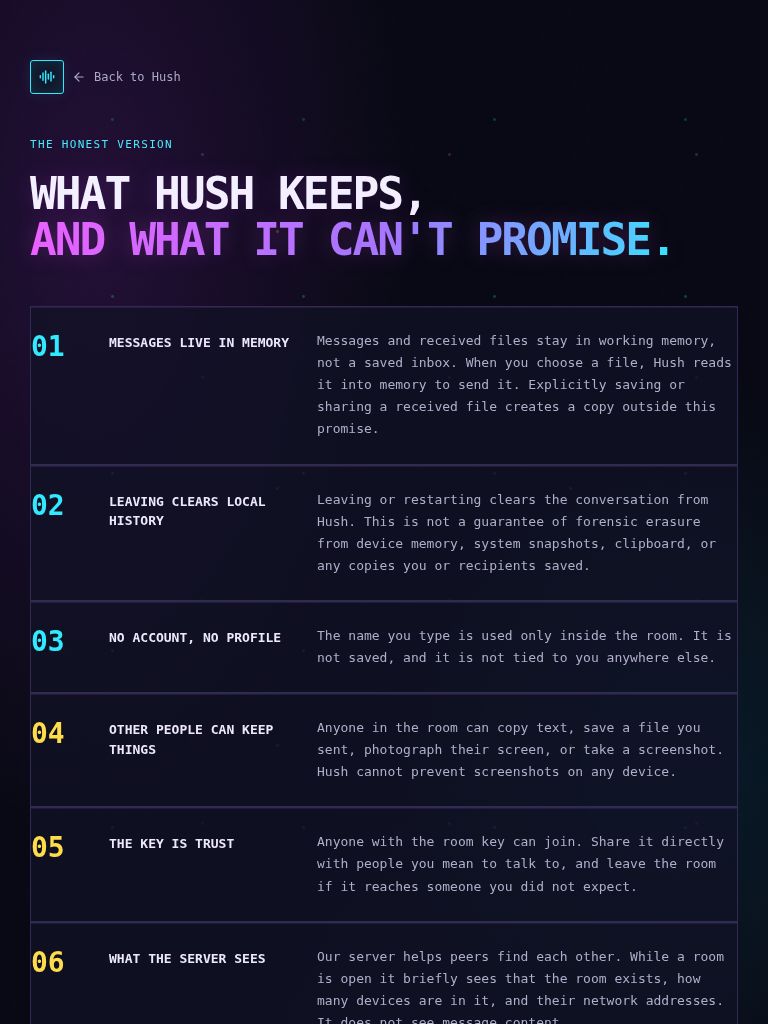 Back to Hush
THE HONEST VERSION
WHAT HUSH KEEPS,
AND WHAT IT CAN'T PROMISE.
01
MESSAGES LIVE IN MEMORY
Messages and received files stay in working memory,
not a saved inbox. When you choose a file, Hush reads
it into memory to send it. Explicitly saving or
sharing a received file creates a copy outside this
promise.
02
LEAVING CLEARS LOCAL
HISTORY
Leaving or restarting clears the conversation from
Hush. This is not a guarantee of forensic erasure
from device memory, system snapshots, clipboard, or
any copies you or recipients saved.
03
NO ACCOUNT, NO PROFILE
The name you type is used only inside the room. It is
not saved, and it is not tied to you anywhere else.
04
OTHER PEOPLE CAN KEEP
THINGS
Anyone in the room can copy text, save a file you
sent, photograph their screen, or take a screenshot.
Hush cannot prevent screenshots on any device.
05
THE KEY IS TRUST
Anyone with the room key can join. Share it directly
with people you mean to talk to, and leave the room
if it reaches someone you did not expect.
06
WHAT THE SERVER SEES
Our server helps peers find each other. While a room
is open it briefly sees that the room exists, how
many devices are in it, and their network addresses.
It does not see message content